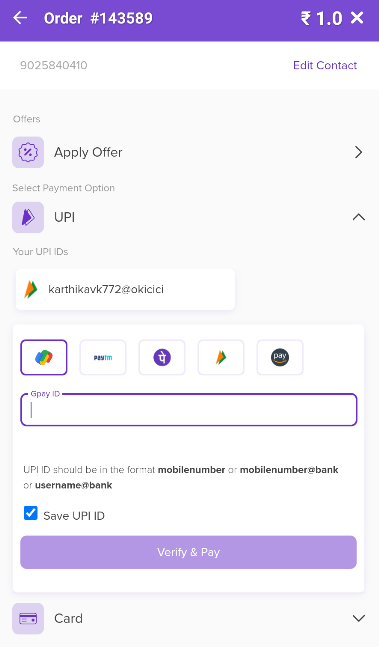 Order #143589
₹ 1.0
9025840410
Edit Contact
Offers
Apply Offer
Select Payment Option
UPI
Your UPI IDs
karthikavk772@okicici
paytm
पे
pay
Gpay ID
UPI ID should be in the format mobilenumber or mobilenumber@bank
or username@bank
Save UPI ID
Verify & Pay
Card